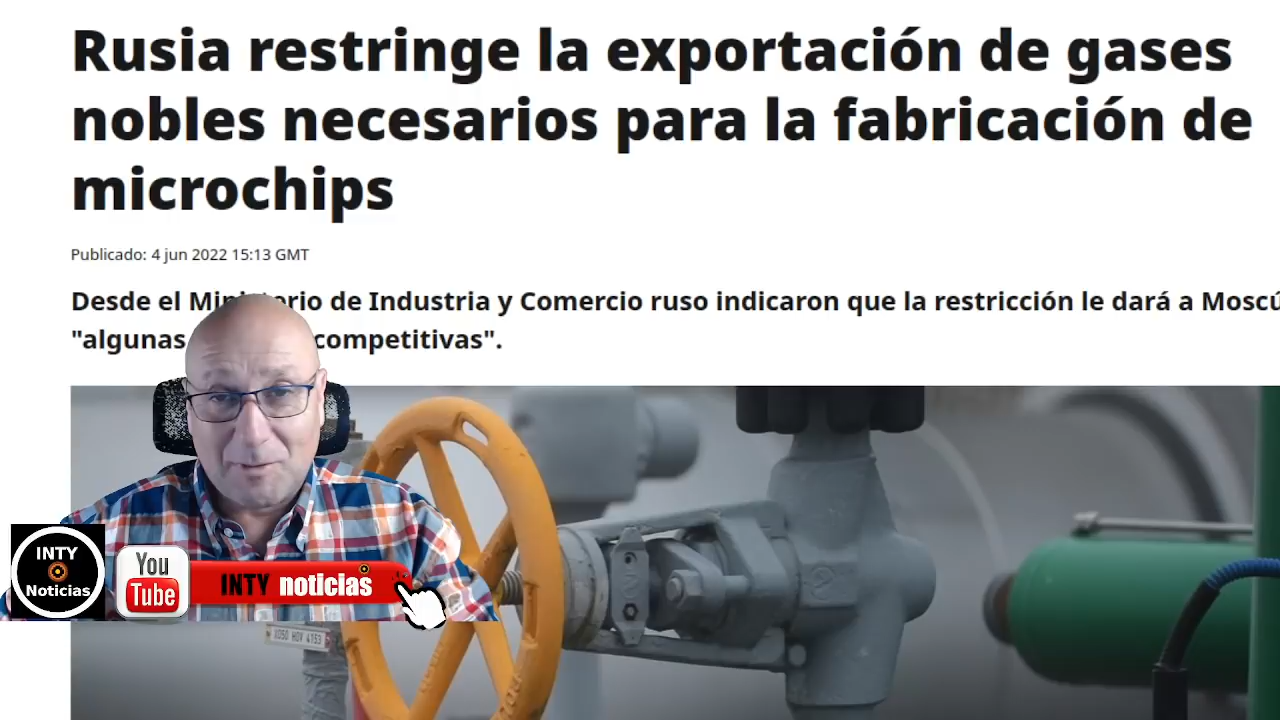 Rusia restringe la exportación de gases
nobles necesarios para la fabricación de
microchips
Publicado: 4 jun 2022 15:13 GMT
Desde el Ministerio de Industria y Comercio ruso indicaron que la restricción le dará a Moscú
"algunas competitivas".
INTY
Noticias
You
Tube
INTY noticias